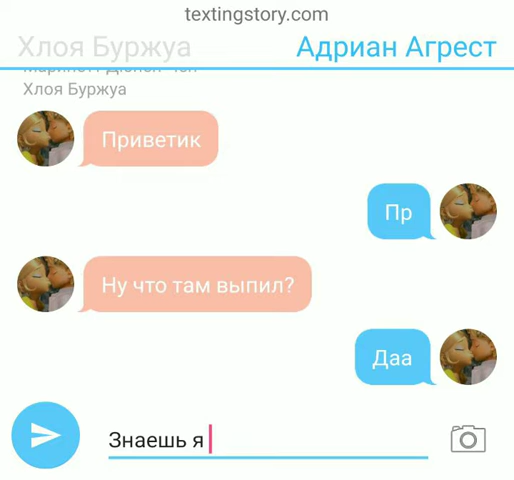 textingstory.com
Хлоя Буржуа Адриан Агрест
Хлоя Буржуа
Приветик
Пр
Ну что там выпил?
Даа
Знаешь я